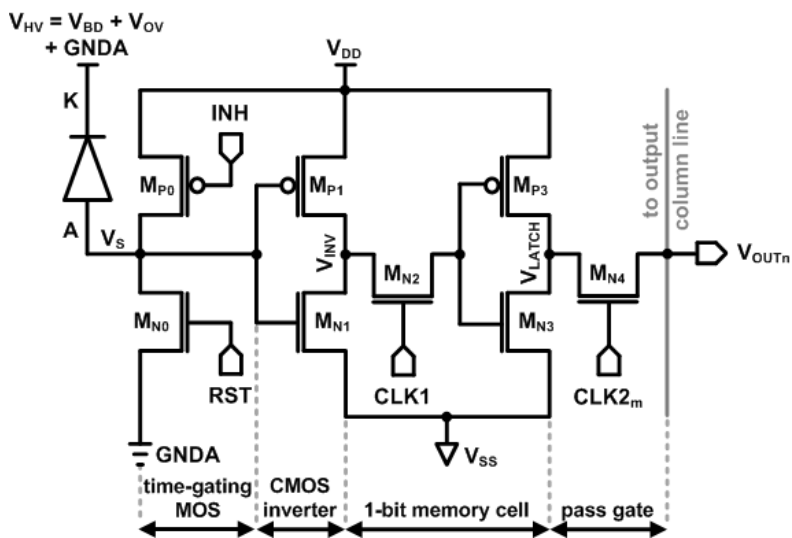 V_HV = V_BD + V_OV
+ GNDA
V_DD
K
INH
to output
column line
M_P0
M_P1
M_P3
A
V_S
V_INV
M_N2
V_LATCH
M_N4
V_OUTn
M_N0
M_N1
M_N3
RST
CLK1
CLK2_m
GNDA
V_SS
time-gating
MOS
CMOS
inverter
1-bit memory cell
pass gate